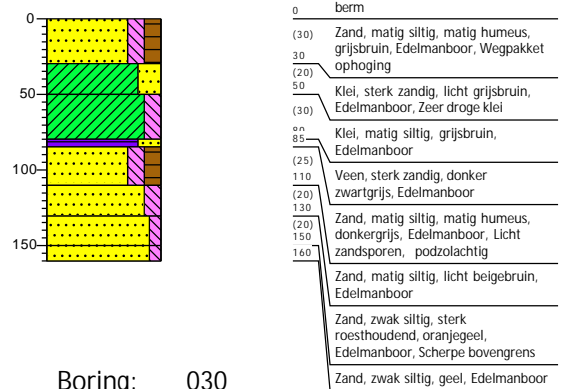 0
50
100
150
0
(30)
30
(20)
50
(30)
80
85
(25)
110
(20)
130
(20)
150
160
berm
Zand, matig siltig, matig humeus,
grijsbruin, Edelmanboor, Wegpakket
ophoging
Klei, sterk zandig, licht grijsbruin,
Edelmanboor, Zeer droge klei
Klei, matig siltig, grijsbruin,
Edelmanboor
Veen, sterk zandig, donker
zwartgrijs, Edelmanboor
Zand, matig siltig, matig humeus,
donkergrijs, Edelmanboor, Licht
zandsporen, podzolachtig
Zand, matig siltig, licht beigebruin,
Edelmanboor
Zand, zwak siltig, sterk
roesthoudend, oranjegeel,
Edelmanboor, Scherpe bovengrens
Zand, zwak siltig, geel, Edelmanboor
Boring: 030